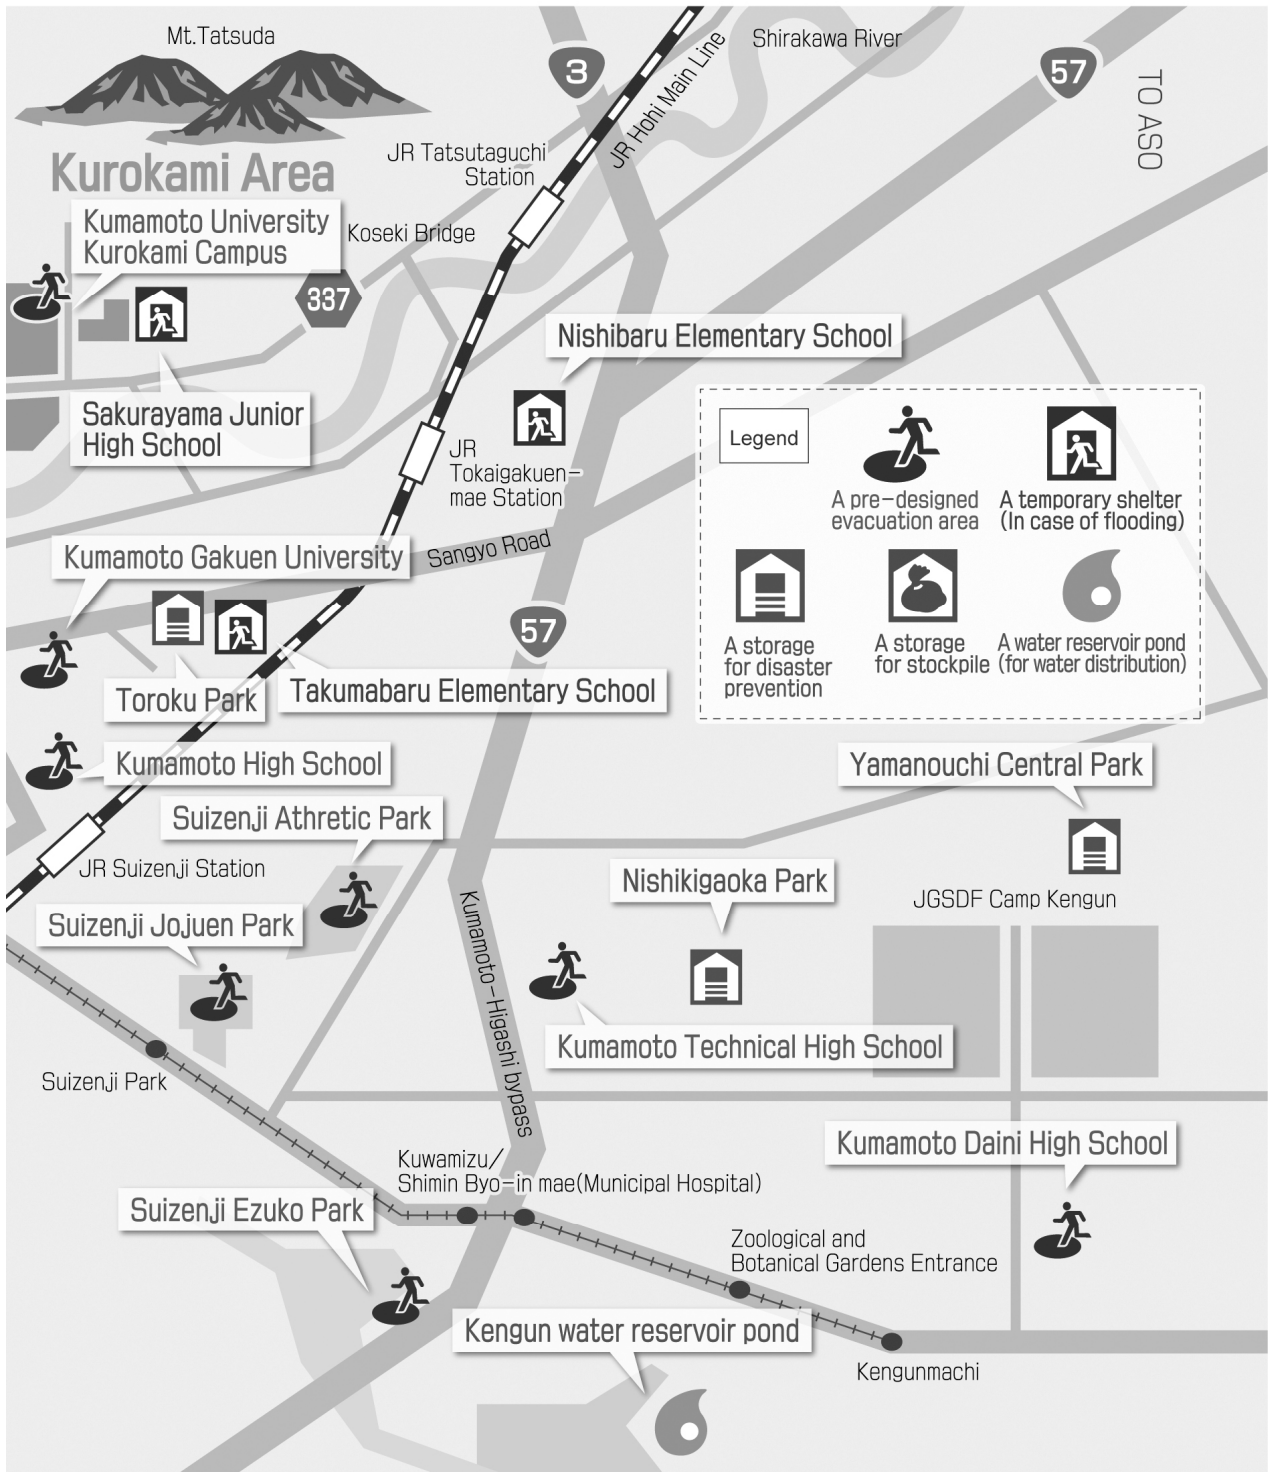 Mt.Tatsuda
Kurokami Area
3
JR Hohi Main Line
Shirakawa River
57
TO ASO
JR Tatsutaguchi
Station
Kumamoto University
Kurokami Campus
Koseki Bridge
337
Nishibaru Elementary School
Sakurayama Junior
High School
JR
Tokaigakuen-
mae Station
Legend
A pre-designed
evacuation area
A temporary shelter
(In case of flooding)
A storage
for disaster
prevention
A storage
for stockpile
A water reservoir pond
(for water distribution)
Kumamoto Gakuen University
Sangyo Road
57
Toroku Park
Takumabaru Elementary School
Kumamoto High School
Yamanouchi Central Park
Suizenji Athretic Park
JR Suizenji Station
Nishikigaoka Park
JGSDF Camp Kengun
Suizenji Jojuen Park
Kumamoto-Higashi bypass
Kumamoto Technical High School
Suizenji Park
Kumamoto Daini High School
Kuwamizu/
Shimin Byo-in mae(Municipal Hospital)
Suizenji Ezuko Park
Zoological and
Botanical Gardens Entrance
Kengun water reservoir pond
Kengunmachi